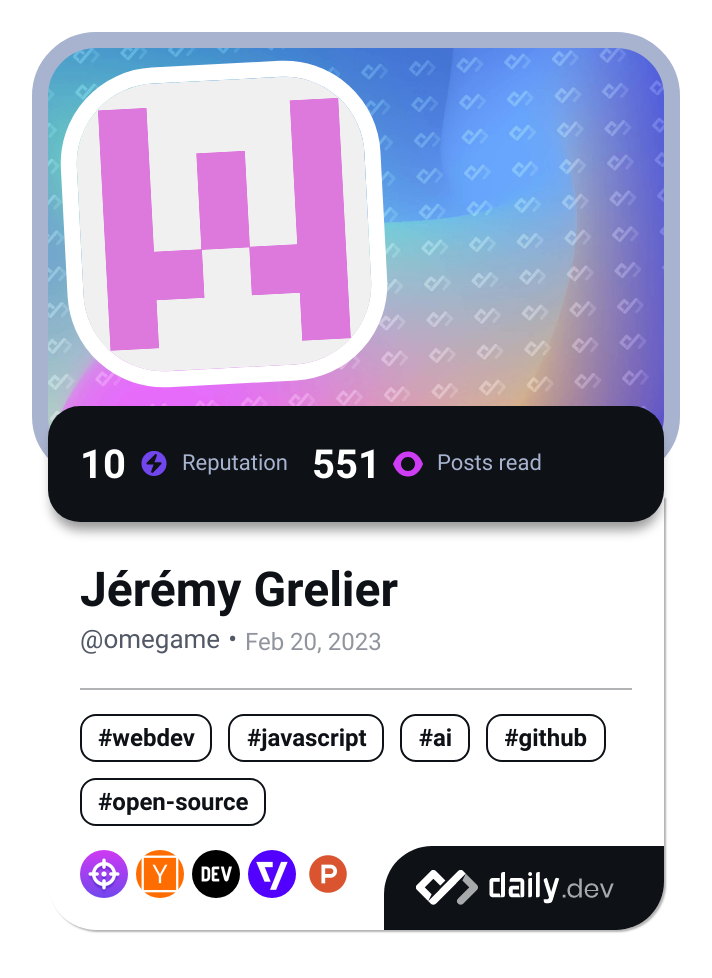 10 Reputation 551 Posts read
Jérémy Grelier
@omegame • Feb 20, 2023
#webdev #javascript #ai #github
#open-source
Y DEV P
daily.dev